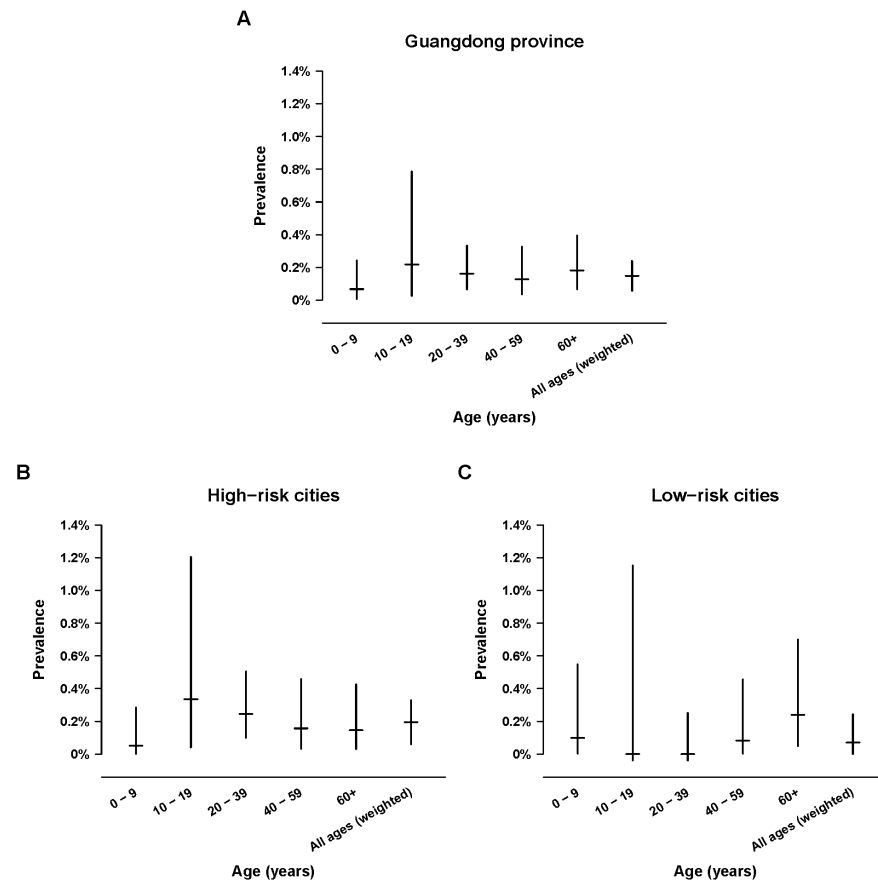 A
Guangdong province
1.4%
1.2%
1.0%
0.8%
0.6%
0.4%
0.2%
0%
Prevalence
0 − 9
10 − 19
20 − 39
40 − 59
60+
All ages (weighted)
Age (years)
B
High−risk cities
1.4%
1.2%
1.0%
0.8%
0.6%
0.4%
0.2%
0%
Prevalence
0 − 9
10 − 19
20 − 39
40 − 59
60+
All ages (weighted)
Age (years)
C
Low−risk cities
1.4%
1.2%
1.0%
0.8%
0.6%
0.4%
0.2%
0%
Prevalence
0 − 9
10 − 19
20 − 39
40 − 59
60+
All ages (weighted)
Age (years)